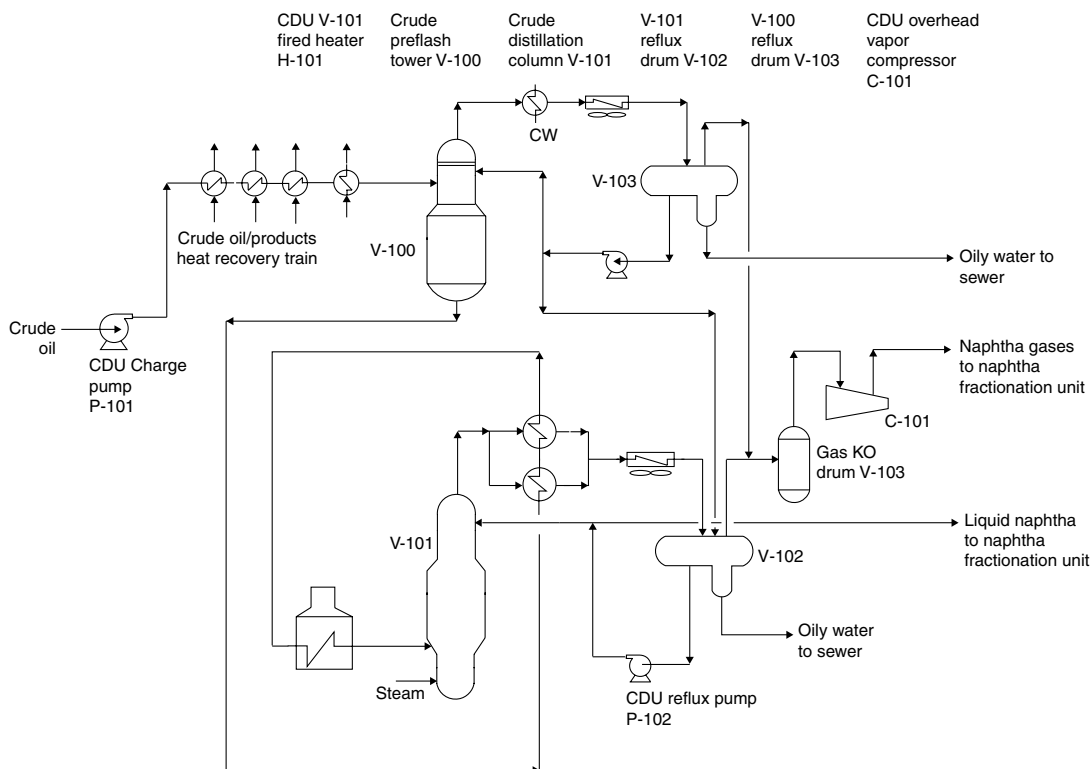 CDU V-101
fired heater
H-101
Crude
preflash
tower V-100
Crude
distillation
column V-101
V-101
reflux
drum V-102
V-100
reflux
drum V-103
CDU overhead
vapor
compressor
C-101
CW
V-103
Crude oil/products
heat recovery train
V-100
Oily water to
sewer
Crude
oil
CDU Charge
pump
P-101
Naphtha gases
to naphtha
fractionation unit
C-101
Gas KO
drum V-103
V-101
Liquid naphtha
to naphtha
fractionation unit
V-102
Oily water
to sewer
Steam
CDU reflux pump
P-102